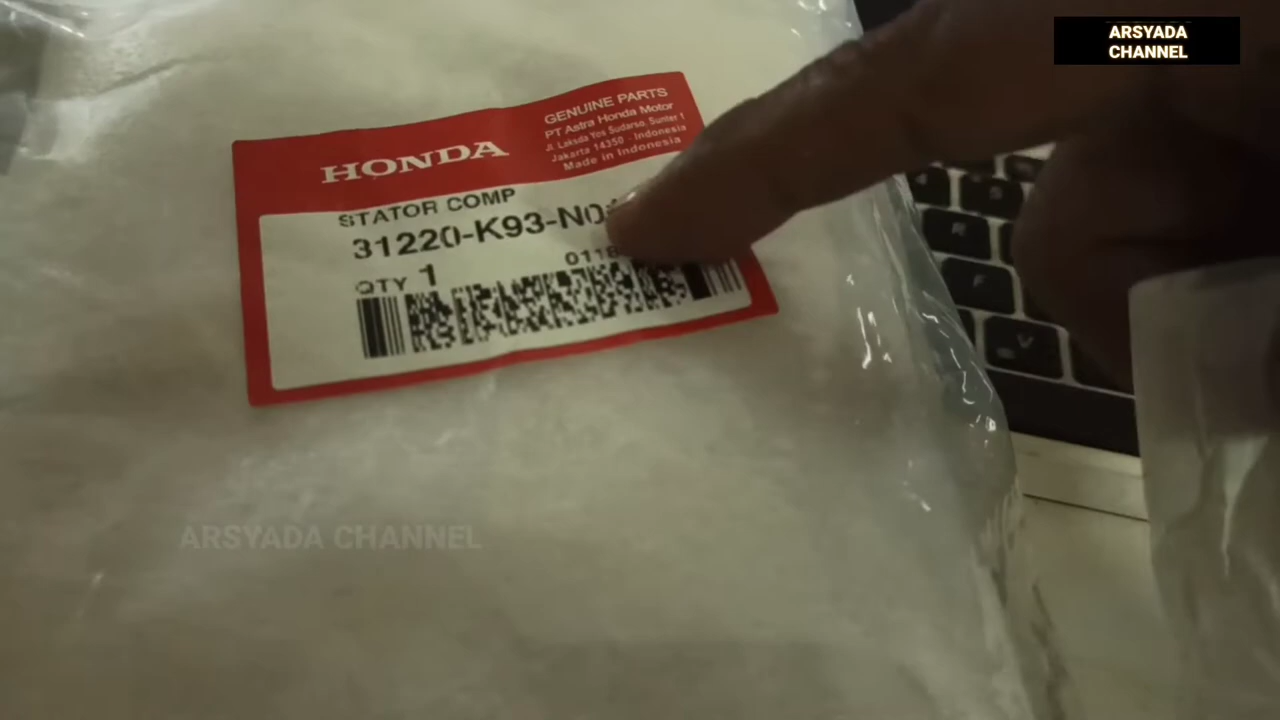 ARSYADA
CHANNEL
HONDA
GENUINE PARTS
PT Astra Honda Motor
Jl. Laksda Yos Sudarso, Sunter 1
Jakarta 14350 - Indonesia
Made in Indonesia
STATOR COMP
31220-K93-N0
QTY 1
0118
ARSYADA CHANNEL